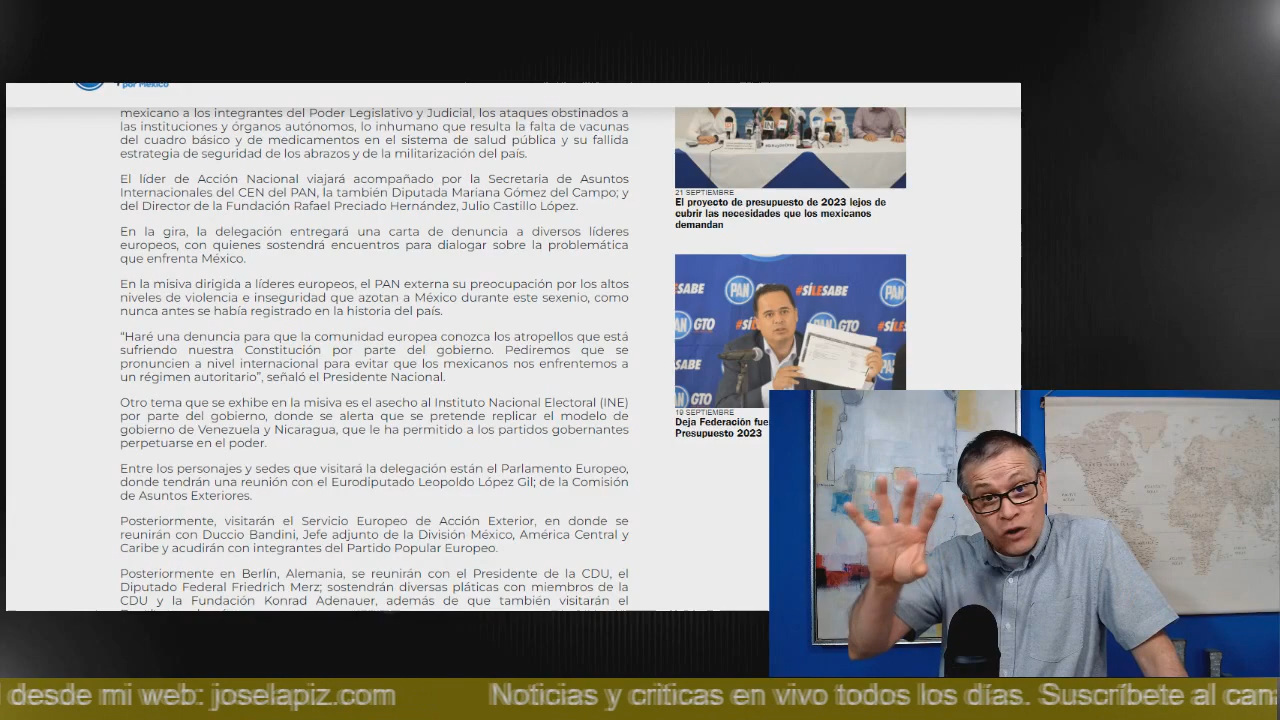 por México
mexicano a los integrantes del Poder Legislativo y Judicial, los ataques obstinados a
las instituciones y órganos autónomos, lo inhumano que resulta la falta de vacunas
del cuadro básico y de medicamentos en el sistema de salud pública y su fallida
estrategia de seguridad de los abrazos y de la militarización del país.
El líder de Acción Nacional viajará acompañado por la Secretaria de Asuntos
Internacionales del CEN del PAN, la también Diputada Mariana Gómez del Campo; y
del Director de la Fundación Rafael Preciado Hernández, Julio Castillo López.
En la gira, la delegación entregará una carta de denuncia a diversos líderes
europeos, con quienes sostendrá encuentros para dialogar sobre la problemática
que enfrenta México.
En la misiva dirigida a líderes europeos, el PAN externa su preocupación por los altos
niveles de violencia e inseguridad que azotan a México durante este sexenio, como
nunca antes se había registrado en la historia del país.
“Haré una denuncia para que la comunidad europea conozca los atropellos que está
sufriendo nuestra Constitución por parte del gobierno. Pediremos que se
pronuncien a nivel internacional para evitar que los mexicanos nos enfrentemos a
un régimen autoritario”, señaló el Presidente Nacional.
Otro tema que se exhibe en la misiva es el asecho al Instituto Nacional Electoral (INE)
por parte del gobierno, donde se alerta que se pretende replicar el modelo de
gobierno de Venezuela y Nicaragua, que le ha permitido a los partidos gobernantes
perpetuarse en el poder.
Entre los personajes y sedes que visitará la delegación están el Parlamento Europeo,
donde tendrán una reunión con el Eurodiputado Leopoldo López Gil; de la Comisión
de Asuntos Exteriores.
Posteriormente, visitarán el Servicio Europeo de Acción Exterior, en donde se
reunirán con Duccio Bandini, Jefe adjunto de la División México, América Central y
Caribe y acudirán con integrantes del Partido Popular Europeo.
Posteriormente en Berlín, Alemania, se reunirán con el Presidente de la CDU, el
Diputado Federal Friedrich Merz; sostendrán diversas pláticas con miembros de la
CDU y la Fundación Konrad Adenauer, además de que también visitarán el
21 SEPTIEMBRE
El proyecto de presupuesto de 2023 lejos de
cubrir las necesidades que los mexicanos
demandan
LESABE PAN #SÍLESABE PAN
GTO #SÍ PAN GTO #SÍL
PAN
GTO
19 SEPTIEMBRE
Deja Federación
Presupuesto 2023
desde mi web: joselapiz.com Noticias y criticas en vivo todos los días. Suscríbete al